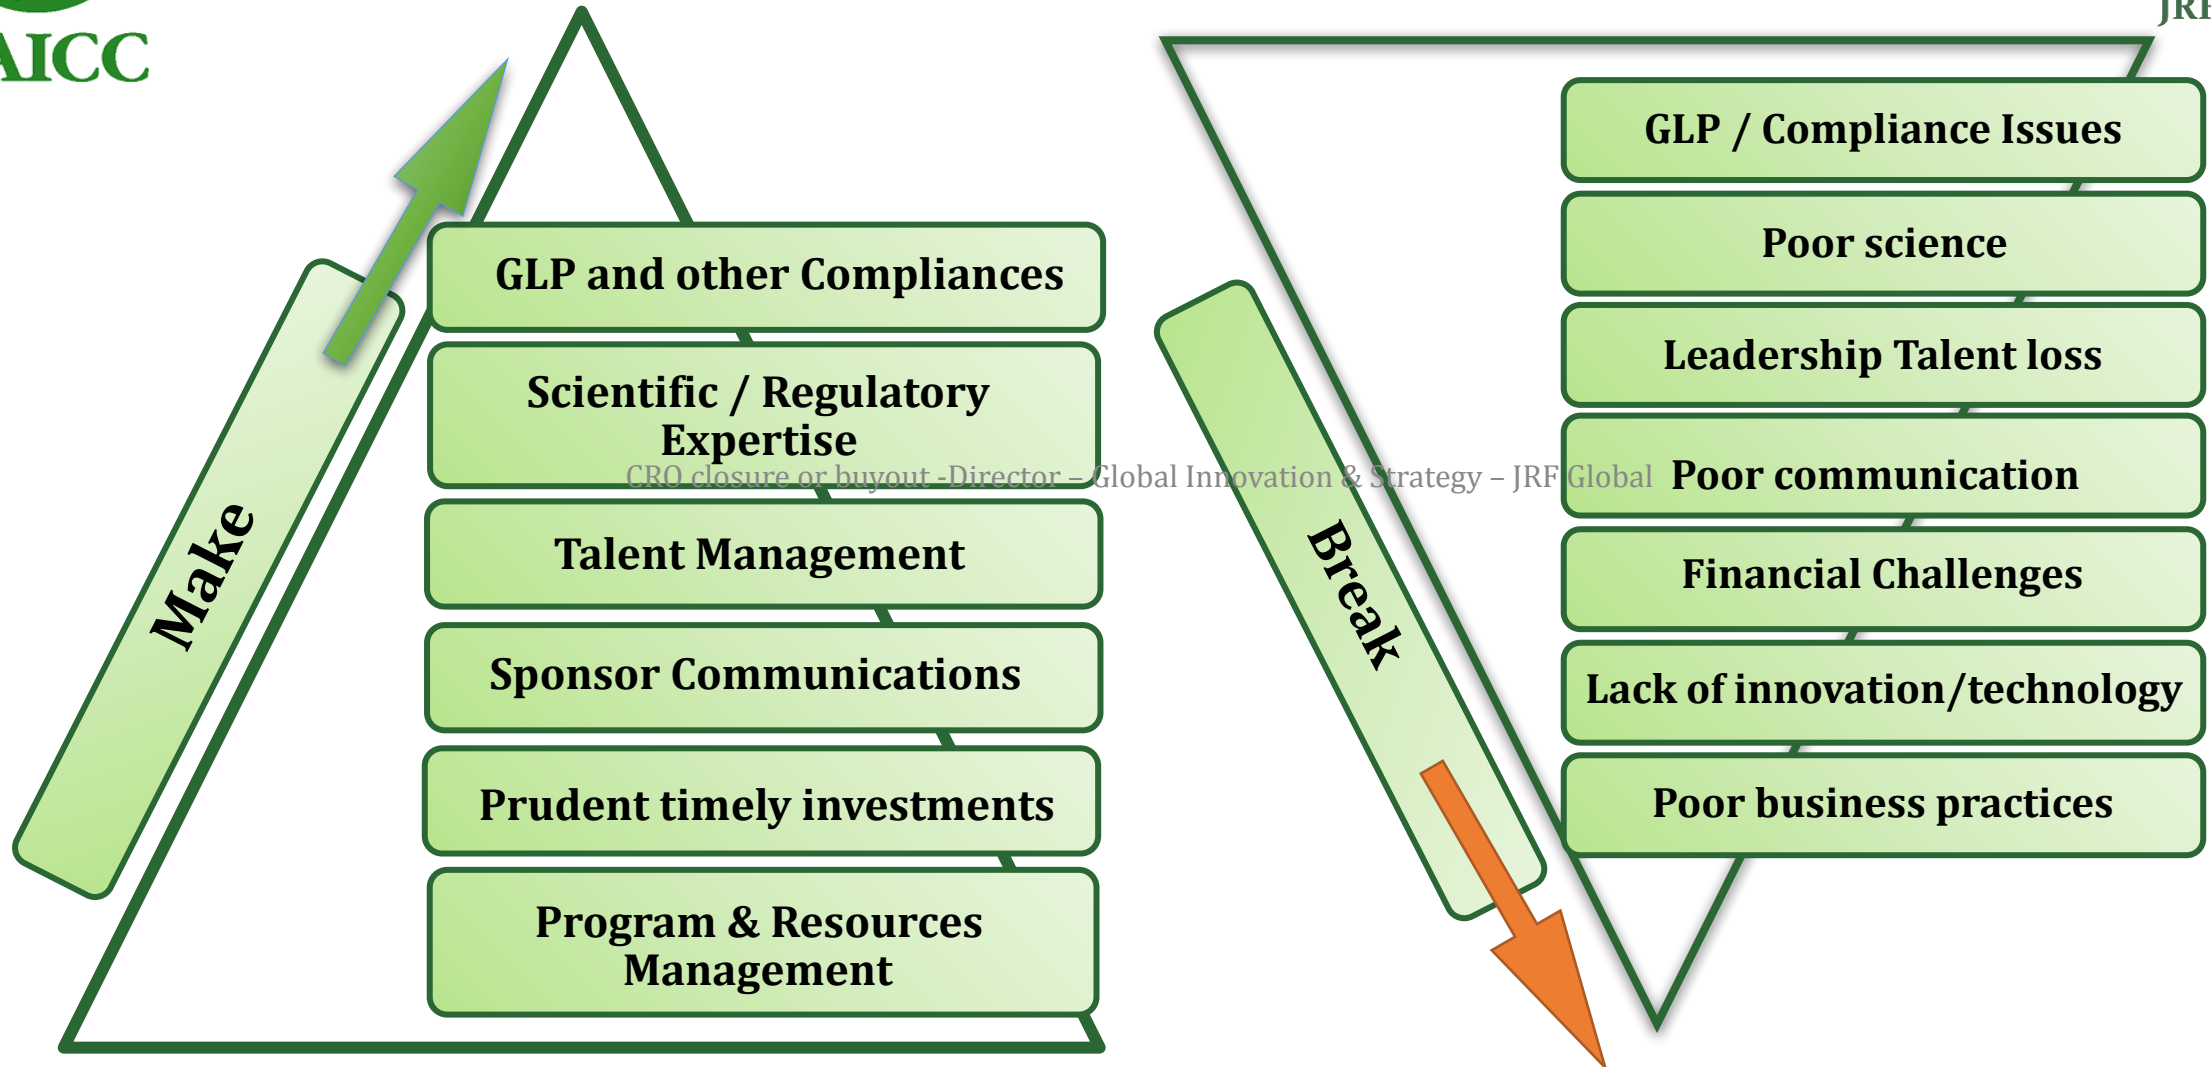 AICC
JRF
Make
GLP and other Compliances
Scientific / Regulatory
Expertise
Talent Management
Sponsor Communications
Prudent timely investments
Program & Resources
Management
CRO closure or buyout -Director – Global Innovation & Strategy – JRF Global
Break
GLP / Compliance Issues
Poor science
Leadership Talent loss
Poor communication
Financial Challenges
Lack of innovation/technology
Poor business practices